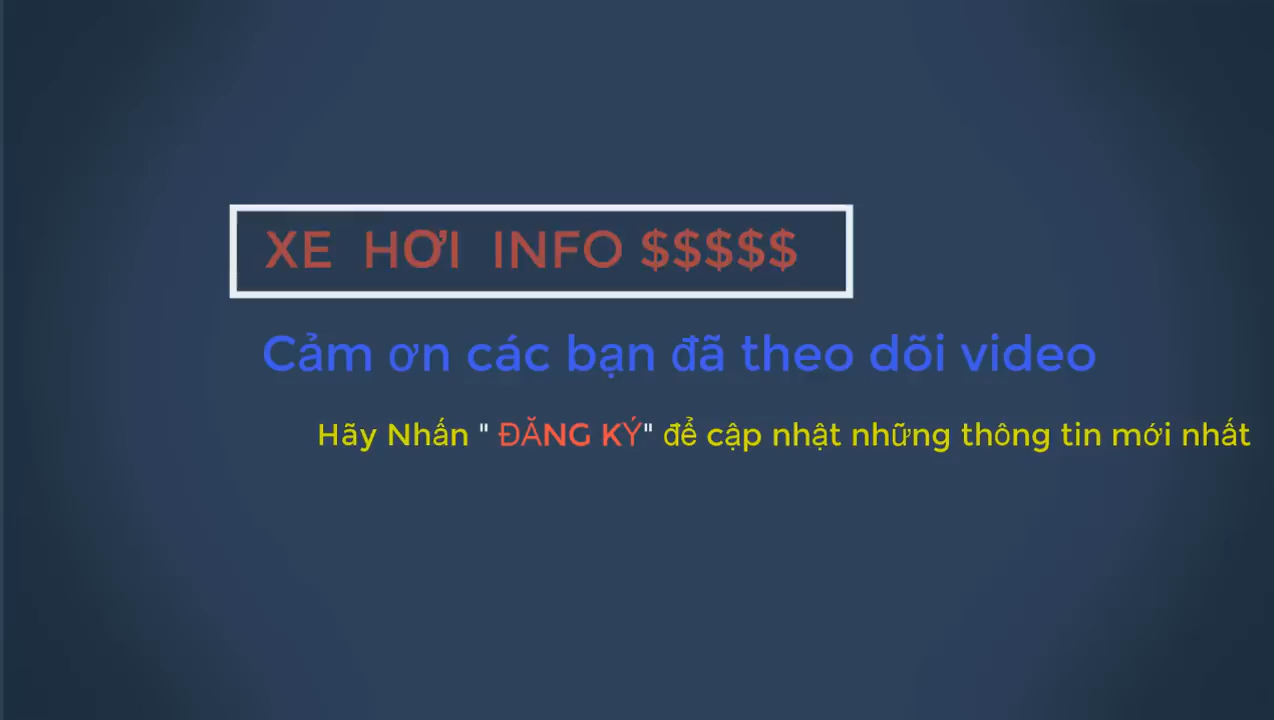 XE HƠI INFO $$$$$
Cảm ơn các bạn đã theo dõi video
Hãy Nhấn " ĐĂNG KÝ" để cập nhật những thông tin mới nhất